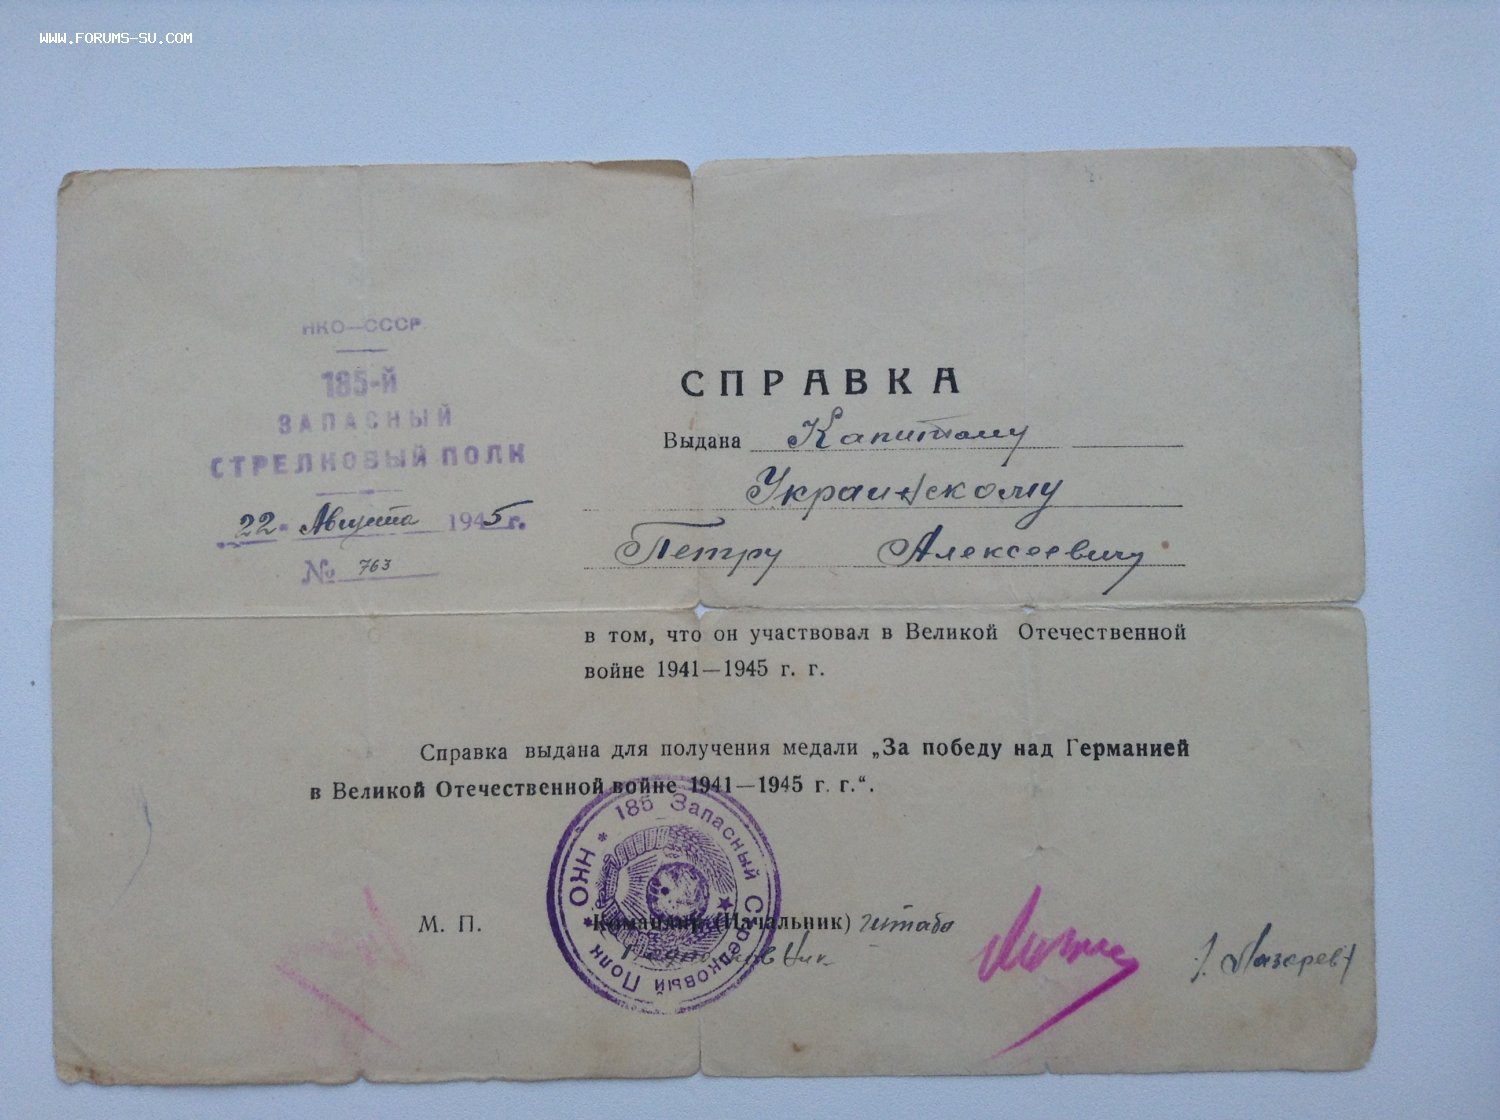 www.forums-su.com
НКО—СССР
185-й
ЗАПАСНЫЙ
СТРЕЛКОВЫЙ ПОЛК
22 Августа 1945 г.
№ 763
СПРАВКА
Выдана Капитану
Украинскому
Петру Алексеевичу
в том, что он участвовал в Великой Отечественной
войне 1941—1945 г. г.
Справка выдана для получения медали „За победу над Германией
в Великой Отечественной войне 1941—1945 г. г.“.
НКО * 185 Запасный Стрелковый Полк *
М. П.
Командир (Начальник) штаба
/Лазарев/